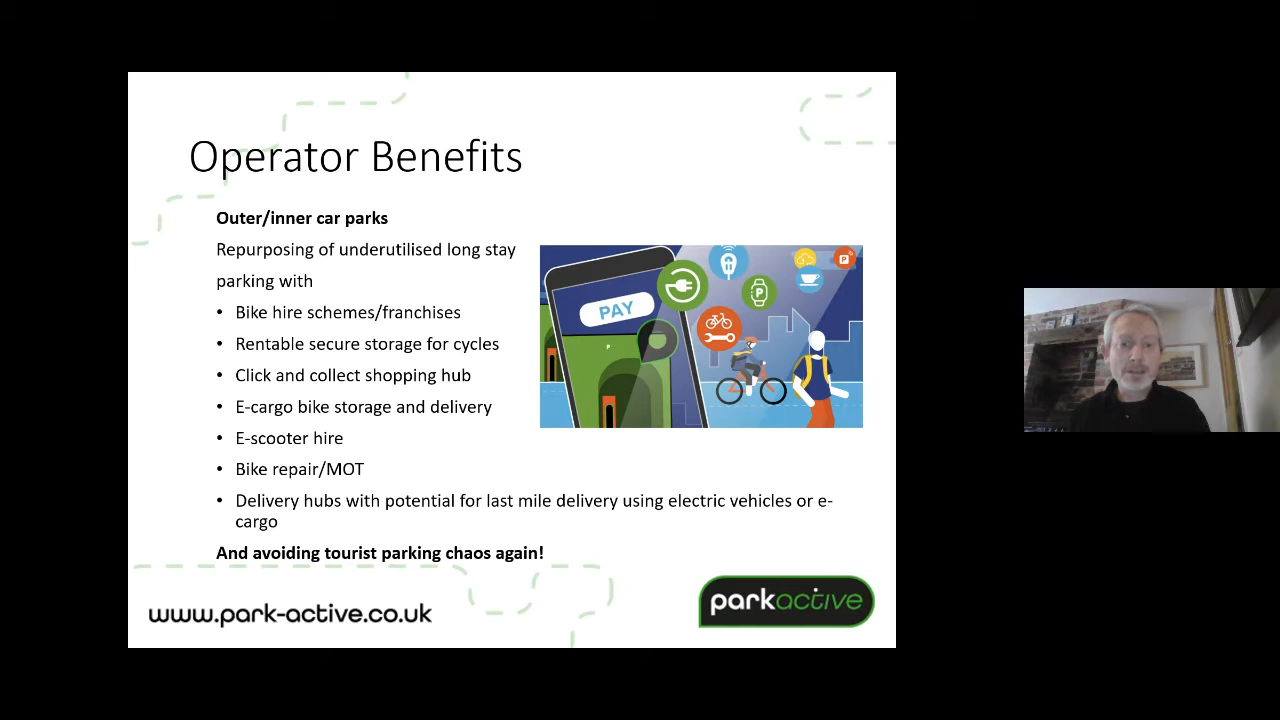 Operator Benefits
Outer/inner car parks
Repurposing of underutilised long stay
parking with
• Bike hire schemes/franchises
• Rentable secure storage for cycles
• Click and collect shopping hub
• E-cargo bike storage and delivery
• E-scooter hire
• Bike repair/MOT
• Delivery hubs with potential for last mile delivery using electric vehicles or e-
cargo
And avoiding tourist parking chaos again!
PAY
P
P
P
www.park-active.co.uk
parkactive